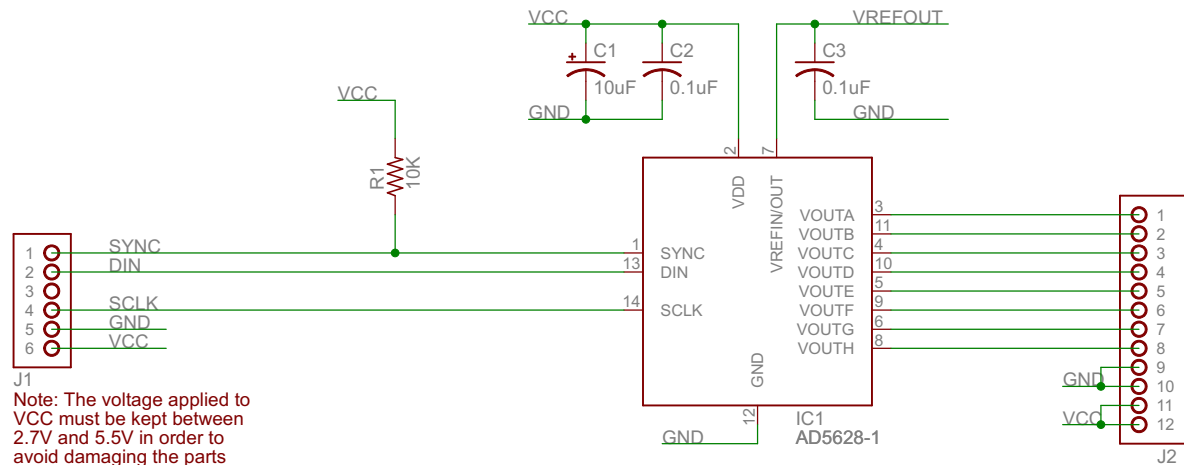 VCC
VREFOUT
C1
C2
C3
10uF
0.1uF
0.1uF
GND
GND
VCC
R1
10K
2
7
VDD
VREFIN/OUT
1
SYNC
2
DIN
3
4
SCLK
5
GND
6
VCC
J1
1
SYNC
13
DIN
14
SCLK
VOUTA
3
VOUTB
11
VOUTC
4
VOUTD
10
VOUTE
5
VOUTF
9
VOUTG
6
VOUTH
8
GND
12
GND
IC1
AD5628-1
1
2
3
4
5
6
7
8
9
GND
10
11
VCC
12
J2
Note: The voltage applied to
VCC must be kept between
2.7V and 5.5V in order to
avoid damaging the parts